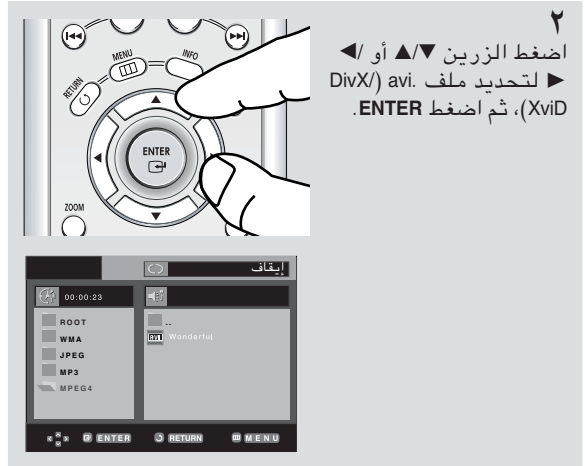 ٢
اضغط الزرين ▼/▲ أو /◀
▶ لتحديد ملف .avi (DivX/
XviD)، ثم اضغط ENTER.
MENU
INFO
RETURN
ENTER
ZOOM
إيقاف
00:00:23
ROOT
..
WMA
avi Wonderful
JPEG
MP3
MPEG4
ENTER RETURN MENU